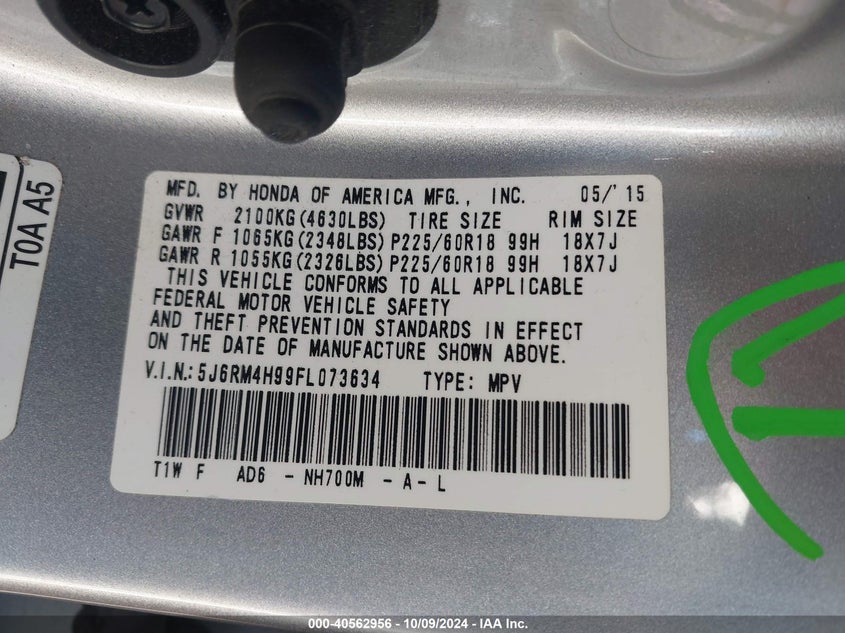 MFD. BY HONDA OF AMERICA MFG., INC. 05/'15
GVWR 2100KG(4630LBS) TIRE SIZE RIM SIZE
GAWR F 1065KG(2348LBS) P225/60R18 99H 18X7J
GAWR R 1055KG(2326LBS) P225/60R18 99H 18X7J
THIS VEHICLE CONFORMS TO ALL APPLICABLE
FEDERAL MOTOR VEHICLE SAFETY
AND THEFT PREVENTION STANDARDS IN EFFECT
ON THE DATE OF MANUFACTURE SHOWN ABOVE.
V.I.N.: 5J6RM4H99FL073634 TYPE: MPV
T1W F AD6 - NH700M - A - L
T0A A5
000-40562956 - 10/09/2024 - IAA Inc.